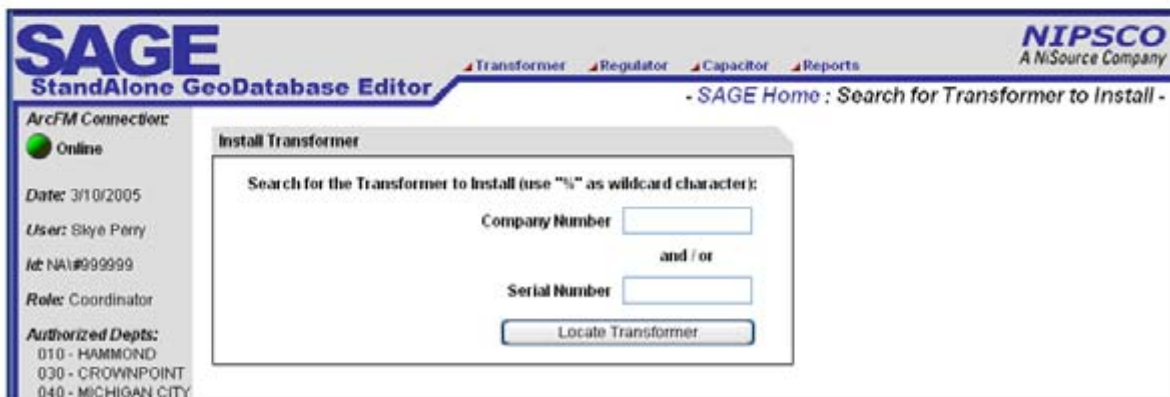 SAGE
StandAlone GeoDatabase Editor
Transformer Regulator Capacitor Reports
NIPSCO
A NiSource Company
- SAGE Home : Search for Transformer to Install -
ArcFM Connection:
Online
Date: 3/10/2005
User: Skye Perry
Id: NA\#999999
Role: Coordinator
Authorized Depts:
010 - HAMMOND
030 - CROWNPOINT
040 - MICHIGAN CITY
Install Transformer
Search for the Transformer to Install (use "%" as wildcard character):
Company Number
and / or
Serial Number
Locate Transformer